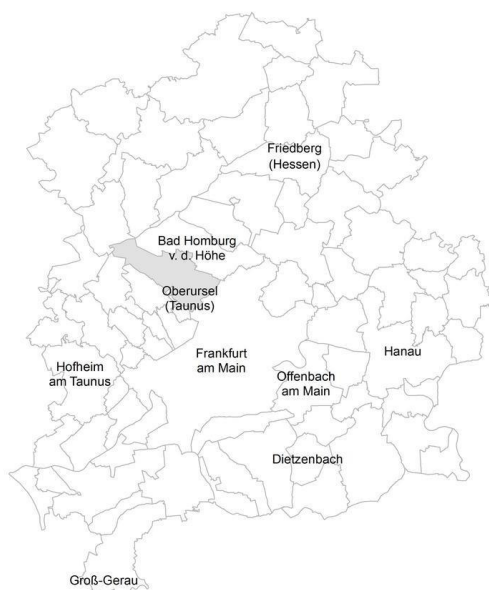 Friedberg
(Hessen)
Bad Homburg
v. d. Höhe
Oberursel
(Taunus)
Frankfurt
am Main
Hanau
Hofheim
am Taunus
Offenbach
am Main
Dietzenbach
Groß-Gerau